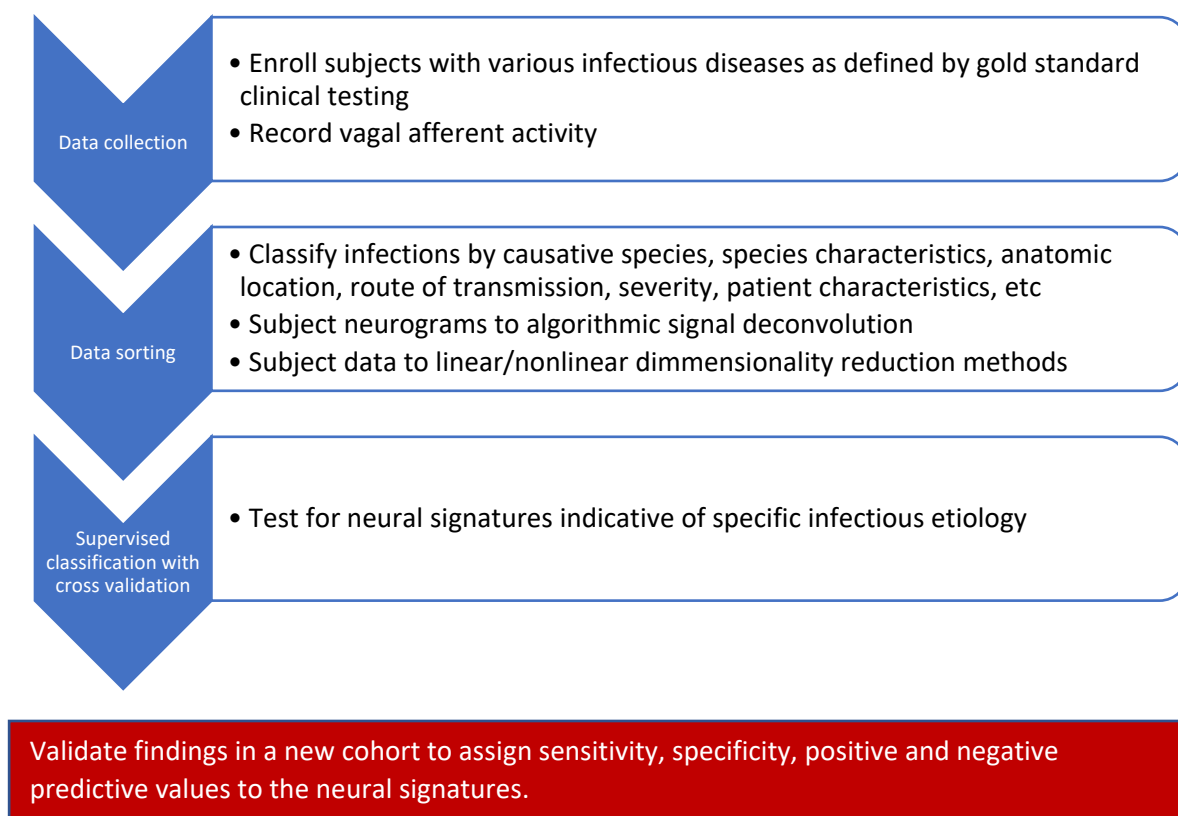 Data collection
• Enroll subjects with various infectious diseases as defined by gold standard
clinical testing
• Record vagal afferent activity
Data sorting
• Classify infections by causative species, species characteristics, anatomic
location, route of transmission, severity, patient characteristics, etc
• Subject neurograms to algorithmic signal deconvolution
• Subject data to linear/nonlinear dimmensionality reduction methods
Supervised
classification with
cross validation
• Test for neural signatures indicative of specific infectious etiology
Validate findings in a new cohort to assign sensitivity, specificity, positive and negative
predictive values to the neural signatures.